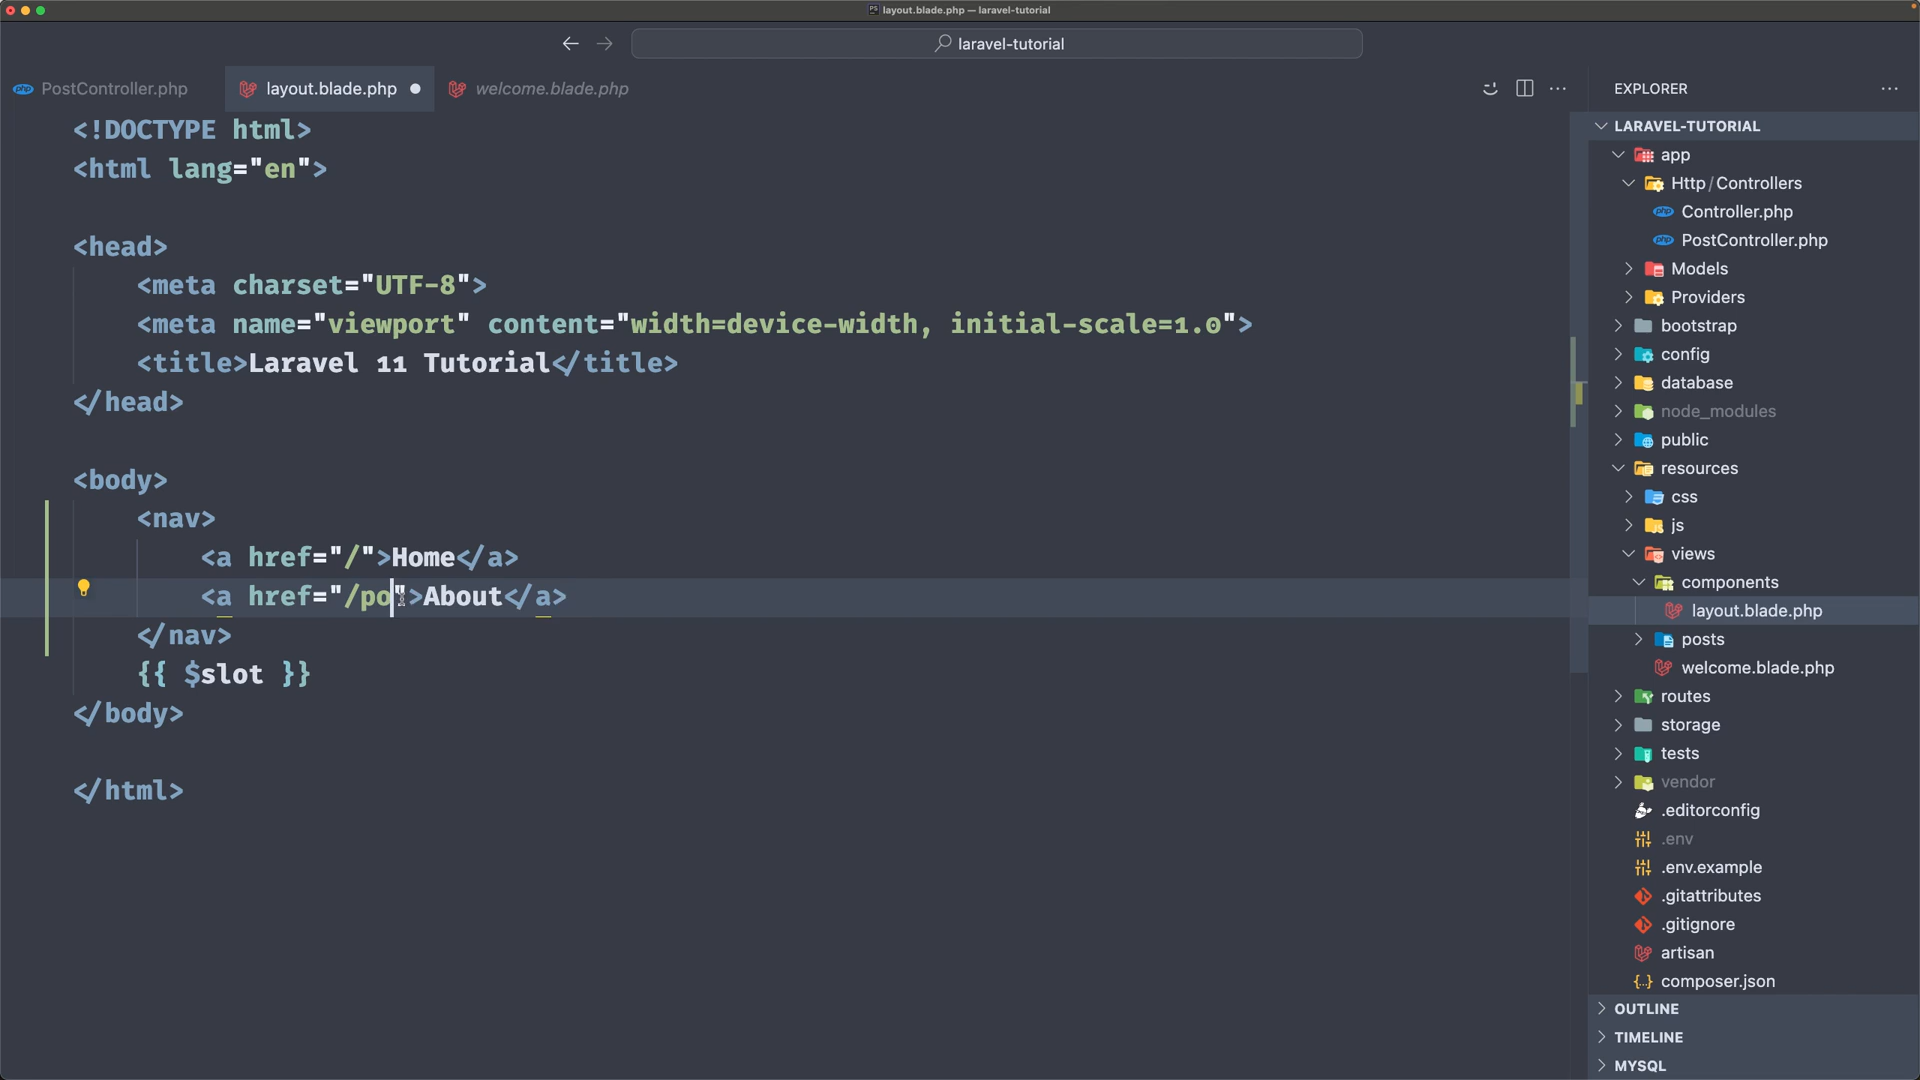 layout.blade.php — laravel-tutorial
laravel-tutorial
PostController.php
layout.blade.php
welcome.blade.php
<!DOCTYPE html>
<html lang="en">
<head>
<meta charset="UTF-8">
<meta name="viewport" content="width=device-width, initial-scale=1.0">
<title>Laravel 11 Tutorial</title>
</head>
<body>
<nav>
<a href="/">Home</a>
<a href="/po">About</a>
</nav>
{{ $slot }}
</body>
</html>
EXPLORER
LARAVEL-TUTORIAL
app
Http/Controllers
Controller.php
PostController.php
Models
Providers
bootstrap
config
database
node_modules
public
resources
css
js
views
components
layout.blade.php
posts
welcome.blade.php
routes
storage
tests
vendor
.editorconfig
.env
.env.example
.gitattributes
.gitignore
artisan
composer.json
OUTLINE
TIMELINE
MYSQL